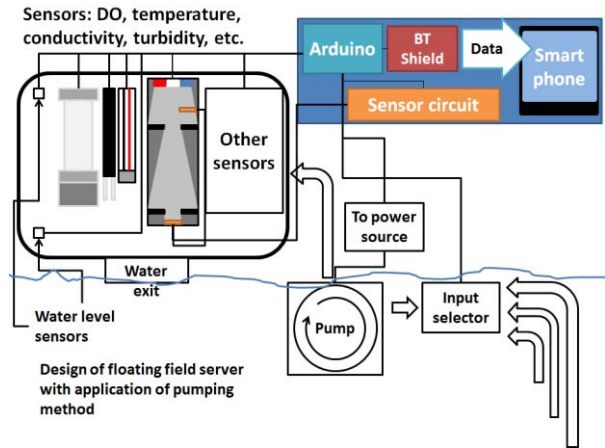 Sensors: DO, temperature,
conductivity, turbidity, etc.
Arduino
BT
Shield
Data
Smart
phone
Sensor circuit
Other
sensors
To power
source
Water
exit
Pump
Input
selector
Water level
sensors
Design of floating field server
with application of pumping
method